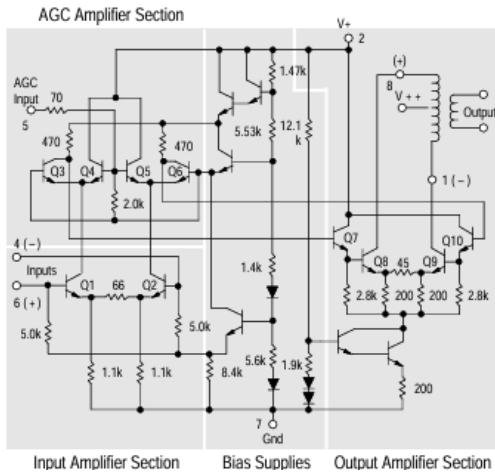 AGC Amplifier Section
V+
2
AGC
Input
5
70
1.47k
(+)
8
V + +
Output
470
470
5.53k
12.1
k
Q3
Q4
Q5
Q6
2.0k
1 (–)
4 (–)
Inputs
6 (+)
Q1
66
Q2
Q7
Q8
45
Q9
Q10
1.4k
2.8k
200
200
2.8k
5.0k
5.0k
1.1k
1.1k
8.4k
5.6k
1.9k
200
7
Gnd
Input Amplifier Section
Bias Supplies
Output Amplifier Section